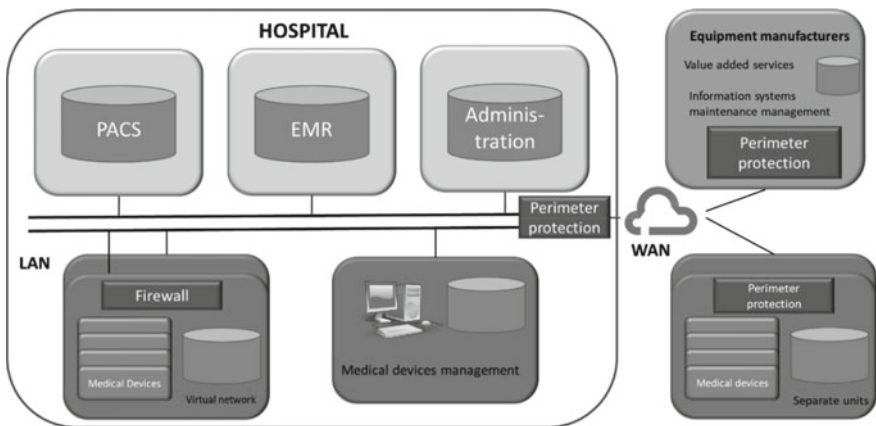 HOSPITAL
PACS
EMR
Adminis-
tration
Equipment manufacturers
Value added services
Information systems
maintenance management
Perimeter
protection
Perimeter
protection
WAN
LAN
Firewall
Medical Devices
Virtual network
Medical devices management
Perimeter
protection
Medical devices
Separate units